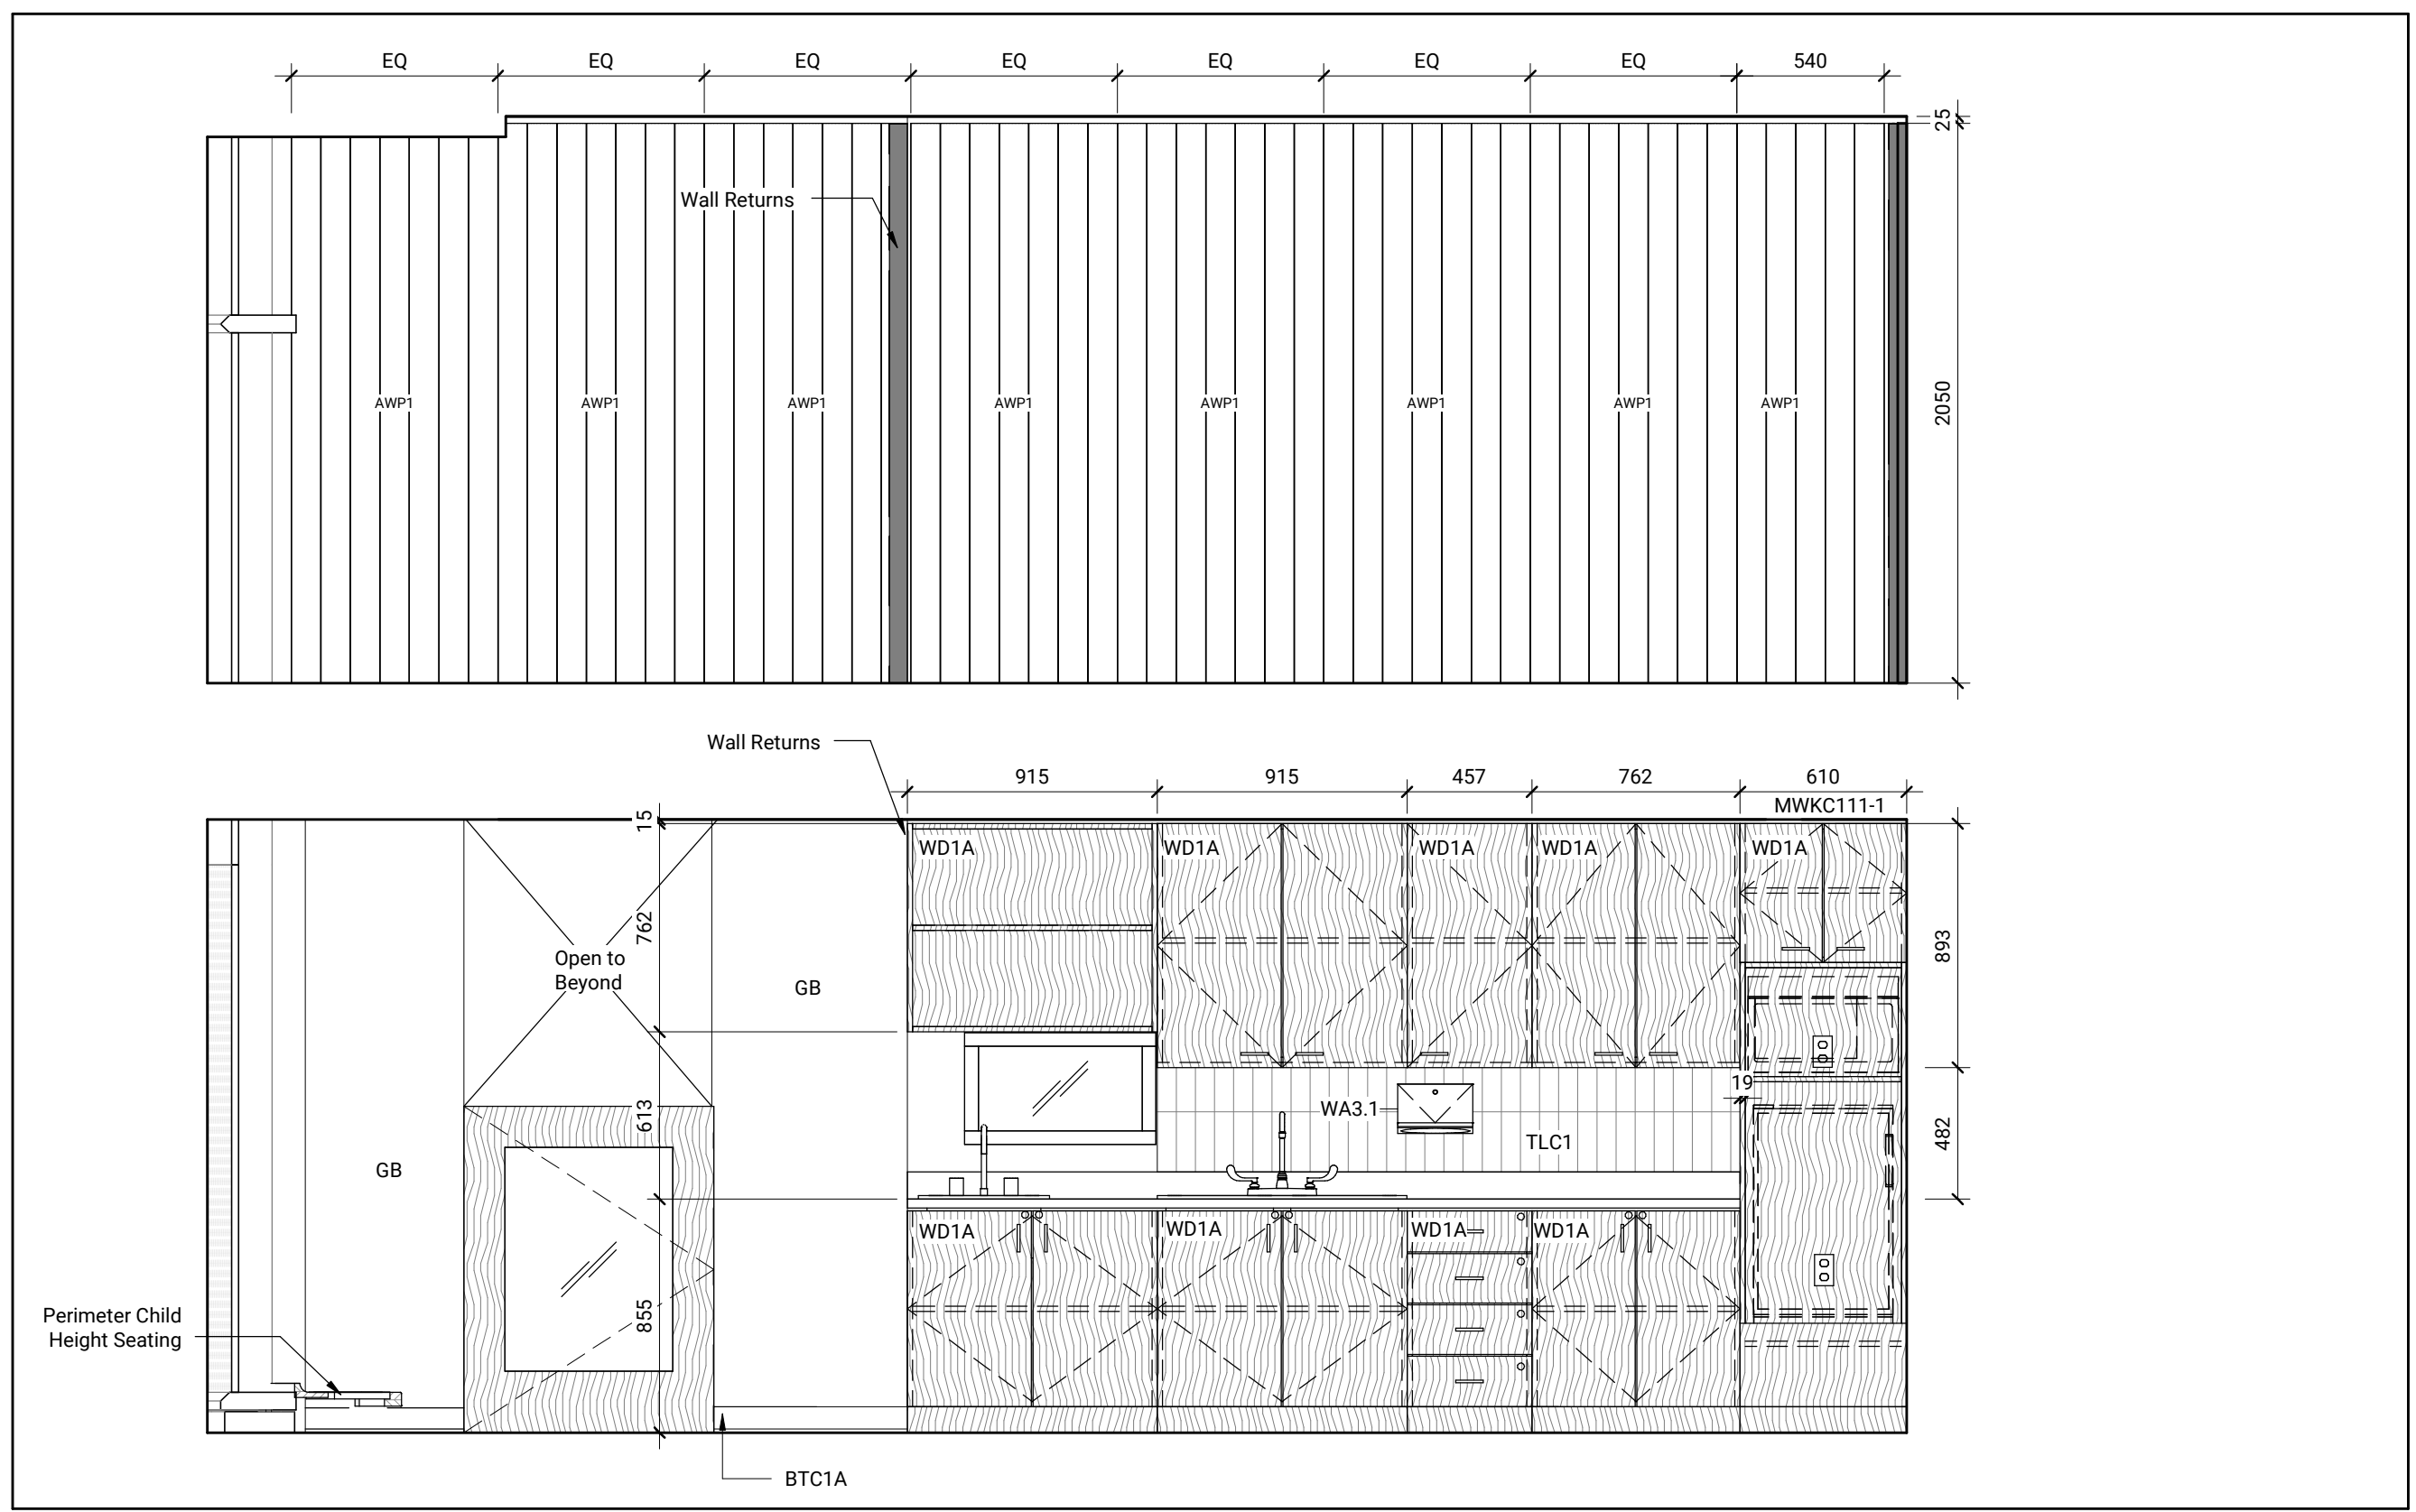 EQ EQ EQ EQ EQ EQ EQ 540
25
Wall Returns
AWP1 AWP1 AWP1 AWP1 AWP1 AWP1 AWP1 AWP1
2050
Wall Returns
915 915 457 762 610
MWKC111-1
15
WD1A WD1A WD1A WD1A WD1A
762
893
Open to
Beyond
GB
19
613
WA3.1
482
TLC1
GB
WD1A WD1A WD1A WD1A
855
Perimeter Child
Height Seating
BTC1A